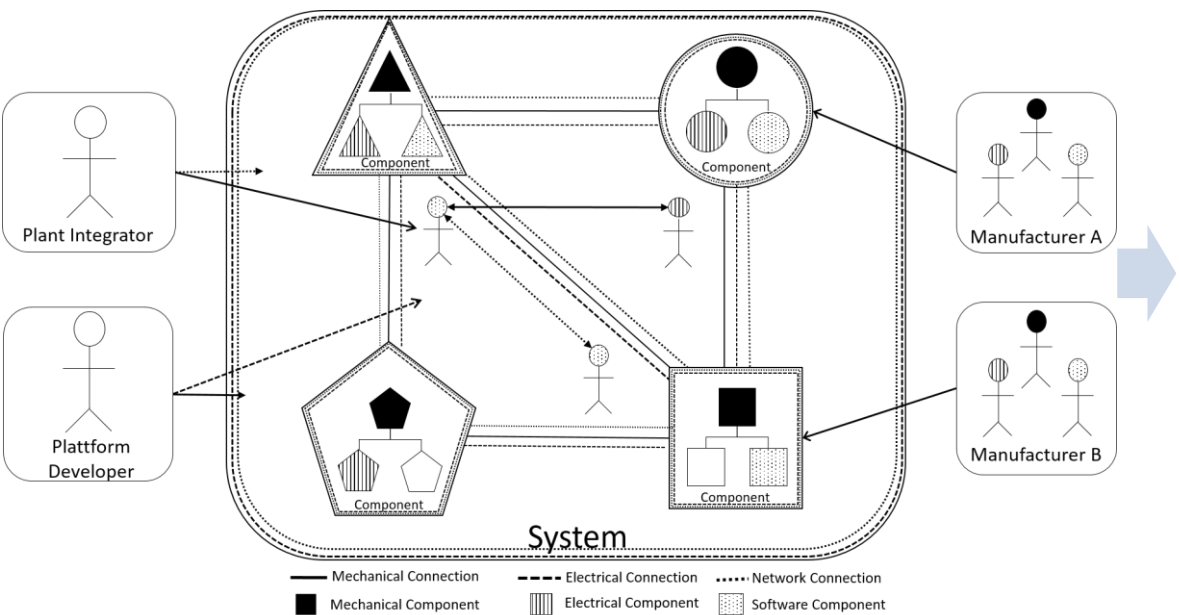 Component
Component
Plant Integrator
Manufacturer A
Plattform
Developer
Manufacturer B
Component
Component
System
Mechanical Connection
Electrical Connection
Network Connection
Mechanical Component
Electrical Component
Software Component